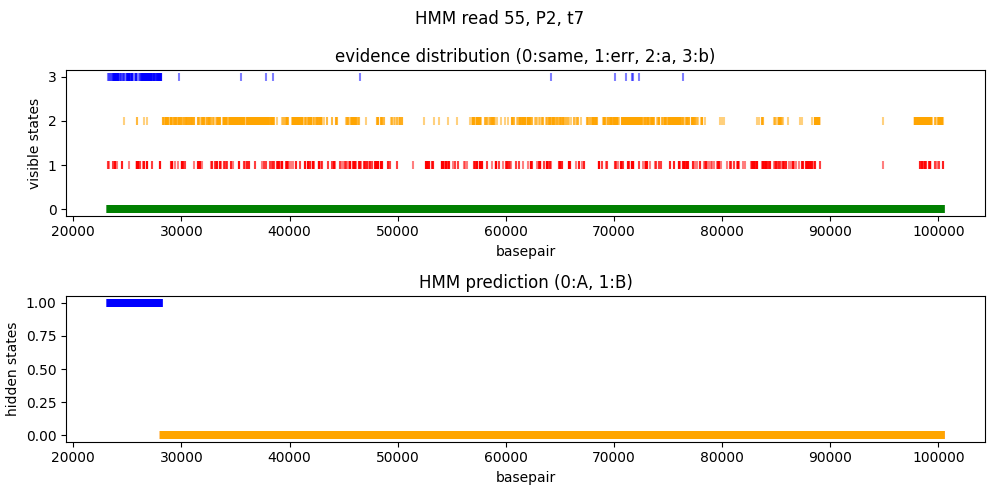 HMM read 55, P2, t7
evidence distribution (0:same, 1:err, 2:a, 3:b)
visible states
3
2
1
0
20000 30000 40000 50000 60000 70000 80000 90000 100000
basepair
HMM prediction (0:A, 1:B)
hidden states
1.00
0.75
0.50
0.25
0.00
20000 30000 40000 50000 60000 70000 80000 90000 100000
basepair